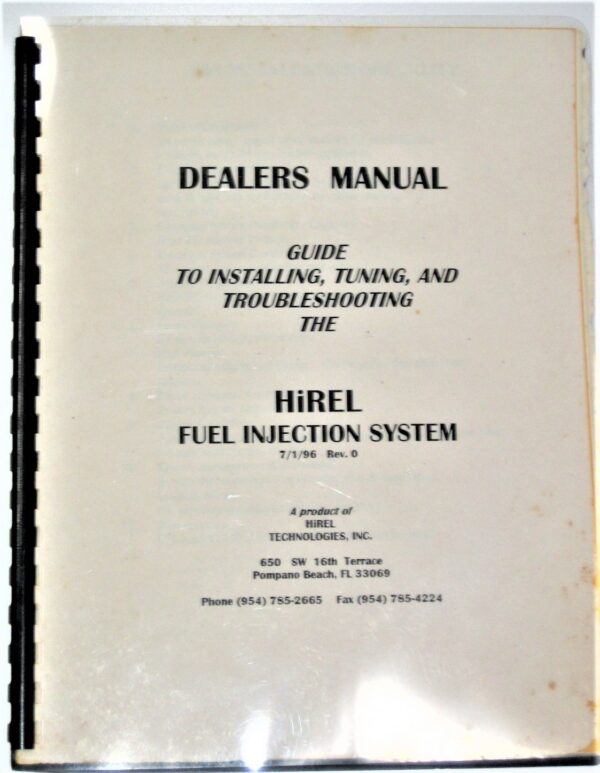 DEALERS MANUAL
GUIDE
TO INSTALLING, TUNING, AND
TROUBLESHOOTING
THE
HiREL
FUEL INJECTION SYSTEM
7/1/96 Rev. 0
A product of
HiREL
TECHNOLOGIES, INC.
650 SW 16th Terrace
Pompano Beach, FL 33069
Phone (954) 785-2665 Fax (954) 785-4224